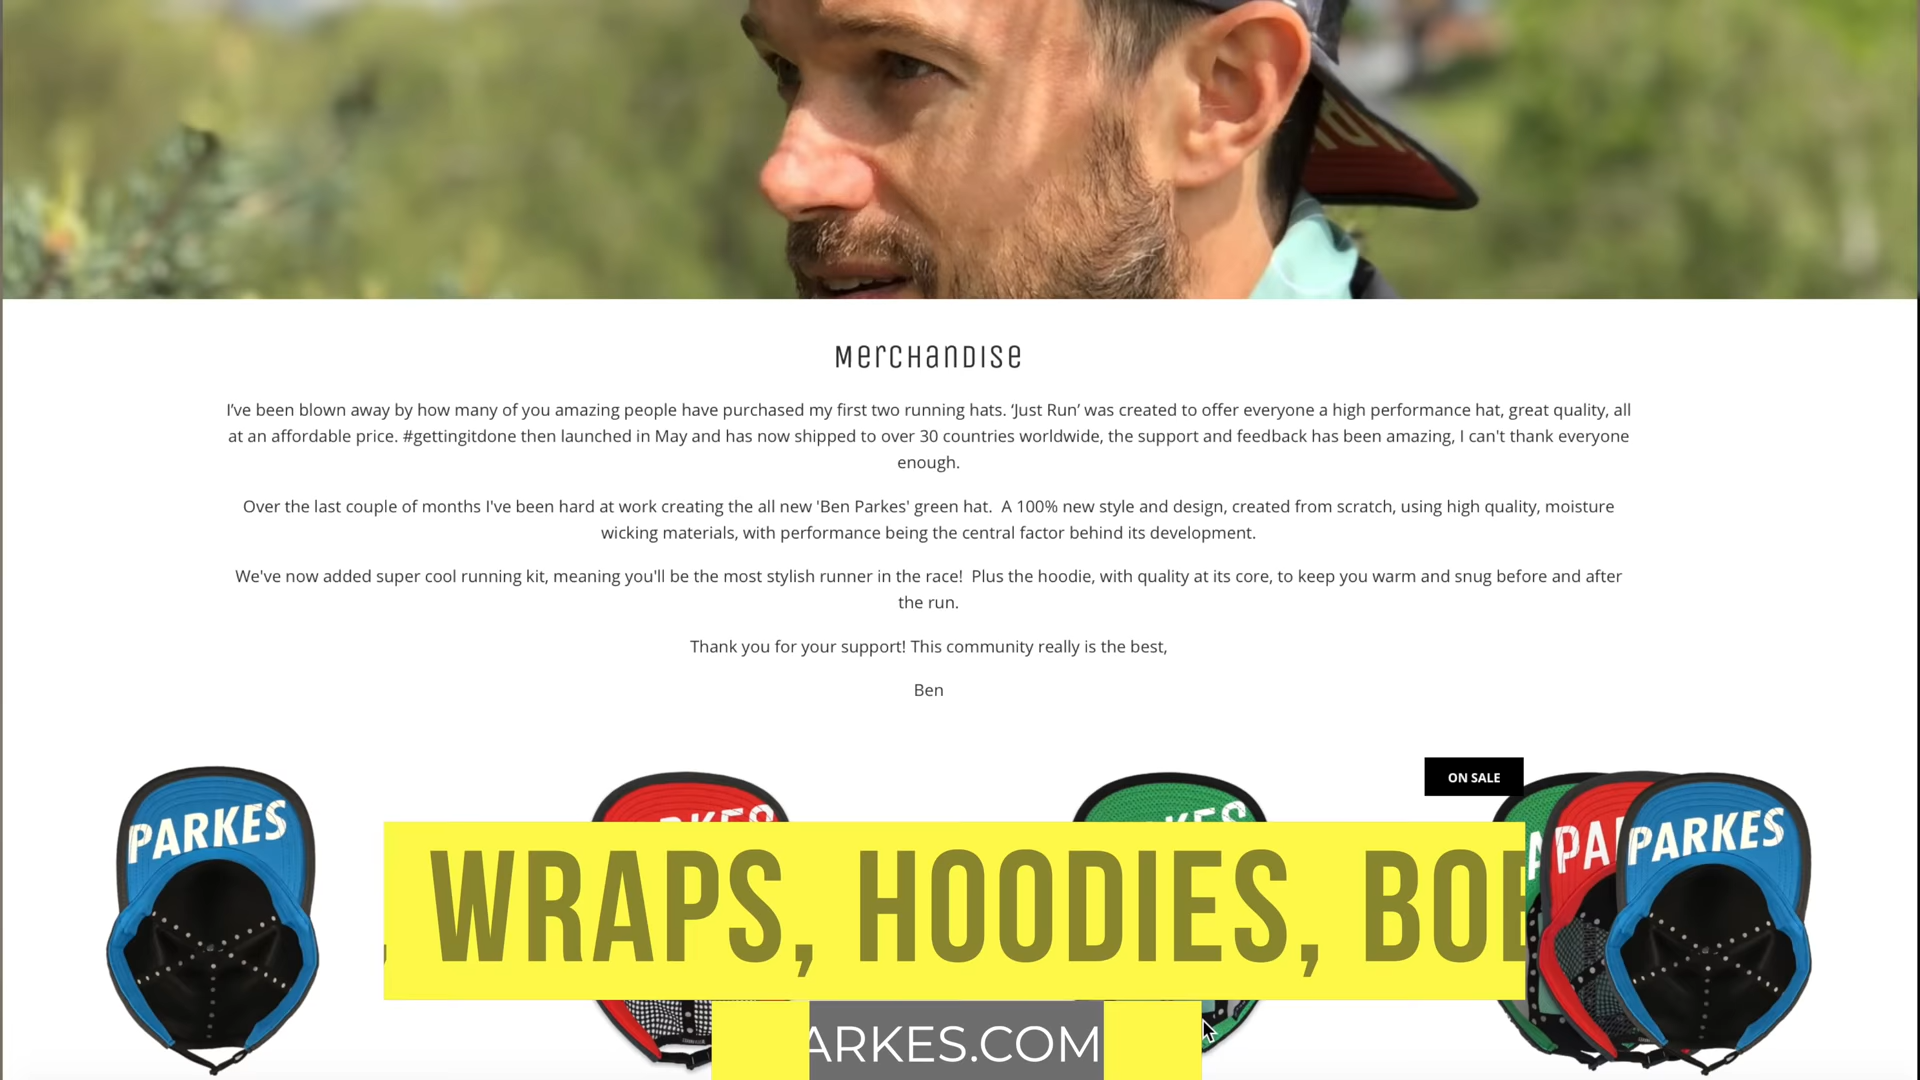 Merchandise
I’ve been blown away by how many of you amazing people have purchased my first two running hats. ‘Just Run’ was created to offer everyone a high performance hat, great quality, all
at an affordable price. #gettingitdone then launched in May and has now shipped to over 30 countries worldwide, the support and feedback has been amazing, I can't thank everyone
enough.
Over the last couple of months I've been hard at work creating the all new 'Ben Parkes' green hat.  A 100% new style and design, created from scratch, using high quality, moisture
wicking materials, with performance being the central factor behind its development.
We've now added super cool running kit, meaning you'll be the most stylish runner in the race!  Plus the hoodie, with quality at its core, to keep you warm and snug before and after
the run.
Thank you for your support! This community really is the best,
Ben
ON SALE
PARKES
PARKES
, WRAPS, HOODIES, BOB
ARKES.COM